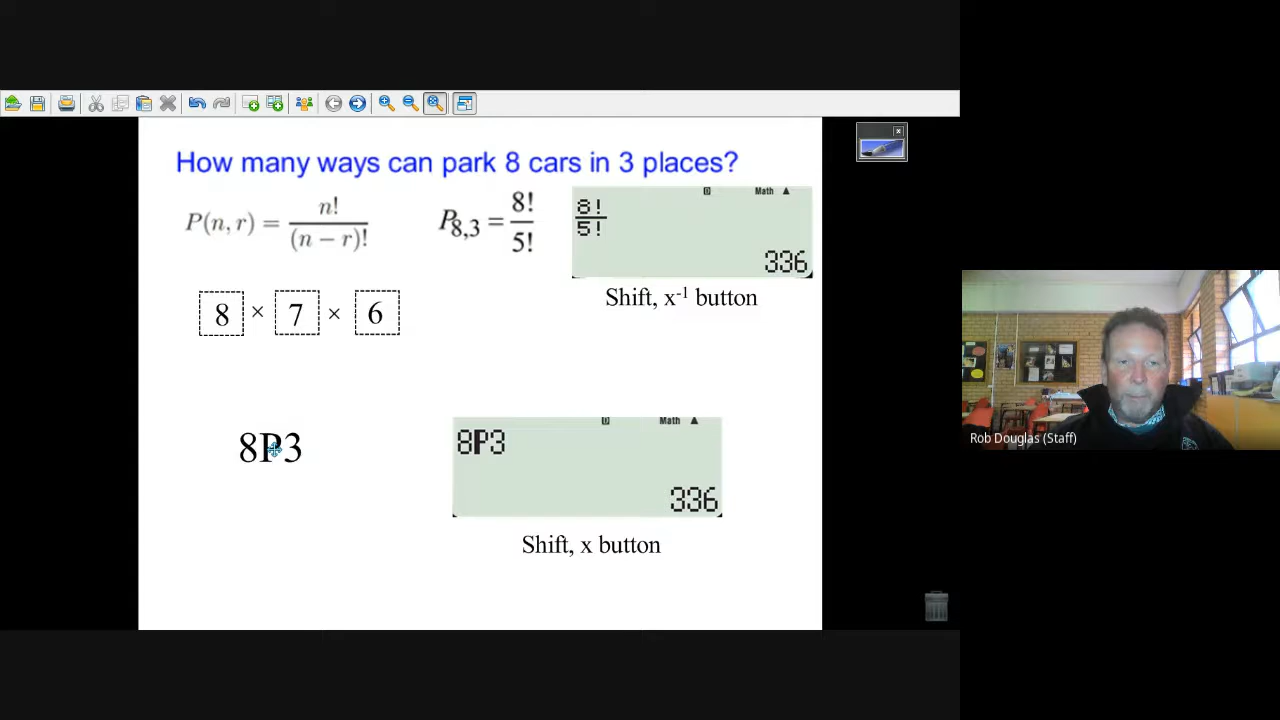 How many ways can park 8 cars in 3 places?
P(n, r) = n! / (n − r)!
P8,3 = 8! / 5!
D Math ▲
8!
5!
336
Shift, x⁻¹ button
8 × 7 × 6
8P3
D Math ▲
8P3
336
Shift, x button
Rob Douglas (Staff)